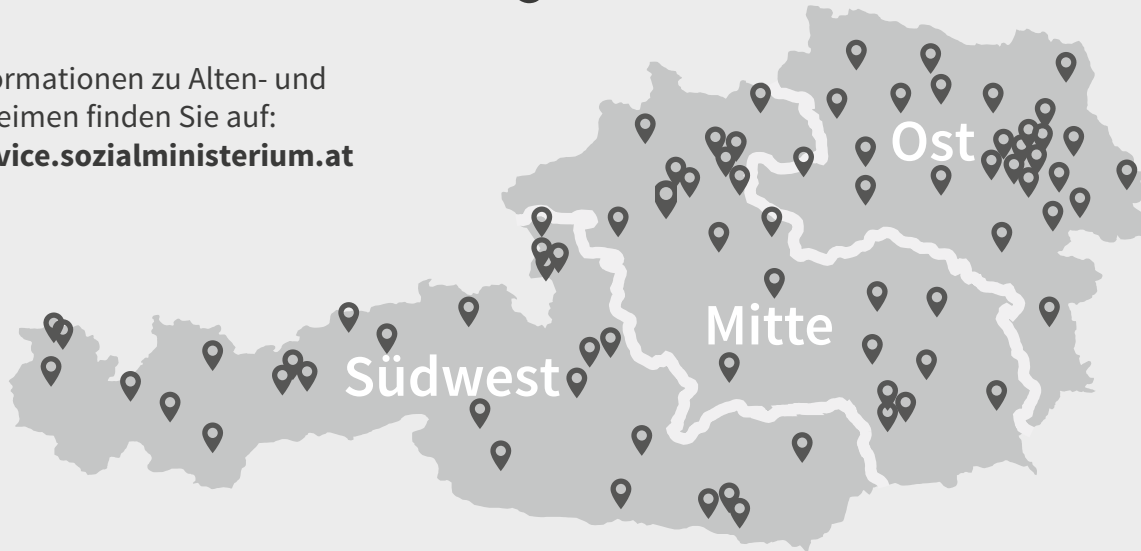 ormationen zu Alten- und
eimen finden Sie auf:
vice.sozialministerium.at
Ost
Mitte
Südwest